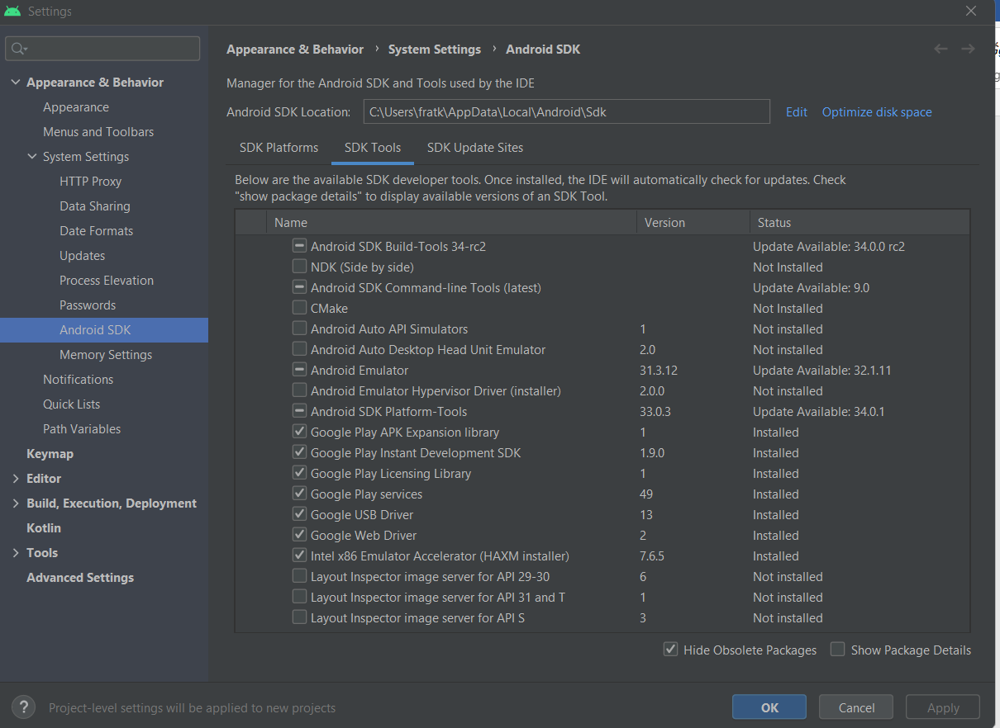 Settings
Appearance & Behavior
Appearance
Menus and Toolbars
System Settings
HTTP Proxy
Data Sharing
Date Formats
Updates
Process Elevation
Passwords
Android SDK
Memory Settings
Notifications
Quick Lists
Path Variables
Keymap
Editor
Build, Execution, Deployment
Kotlin
Tools
Advanced Settings
Appearance & Behavior › System Settings › Android SDK
Manager for the Android SDK and Tools used by the IDE
Android SDK Location: C:\Users\fratk\AppData\Local\Android\Sdk Edit Optimize disk space
SDK Platforms SDK Tools SDK Update Sites
Below are the available SDK developer tools. Once installed, the IDE will automatically check for updates. Check
"show package details" to display available versions of an SDK Tool.
Name Version Status
Android SDK Build-Tools 34-rc2 Update Available: 34.0.0 rc2
NDK (Side by side) Not Installed
Android SDK Command-line Tools (latest) Update Available: 9.0
CMake Not Installed
Android Auto API Simulators 1 Not installed
Android Auto Desktop Head Unit Emulator 2.0 Not installed
Android Emulator 31.3.12 Update Available: 32.1.11
Android Emulator Hypervisor Driver (installer) 2.0.0 Not installed
Android SDK Platform-Tools 33.0.3 Update Available: 34.0.1
Google Play APK Expansion library 1 Installed
Google Play Instant Development SDK 1.9.0 Installed
Google Play Licensing Library 1 Installed
Google Play services 49 Installed
Google USB Driver 13 Installed
Google Web Driver 2 Installed
Intel x86 Emulator Accelerator (HAXM installer) 7.6.5 Installed
Layout Inspector image server for API 29-30 6 Not installed
Layout Inspector image server for API 31 and T 1 Not installed
Layout Inspector image server for API S 3 Not installed
Hide Obsolete Packages Show Package Details
? Project-level settings will be applied to new projects
OK Cancel Apply